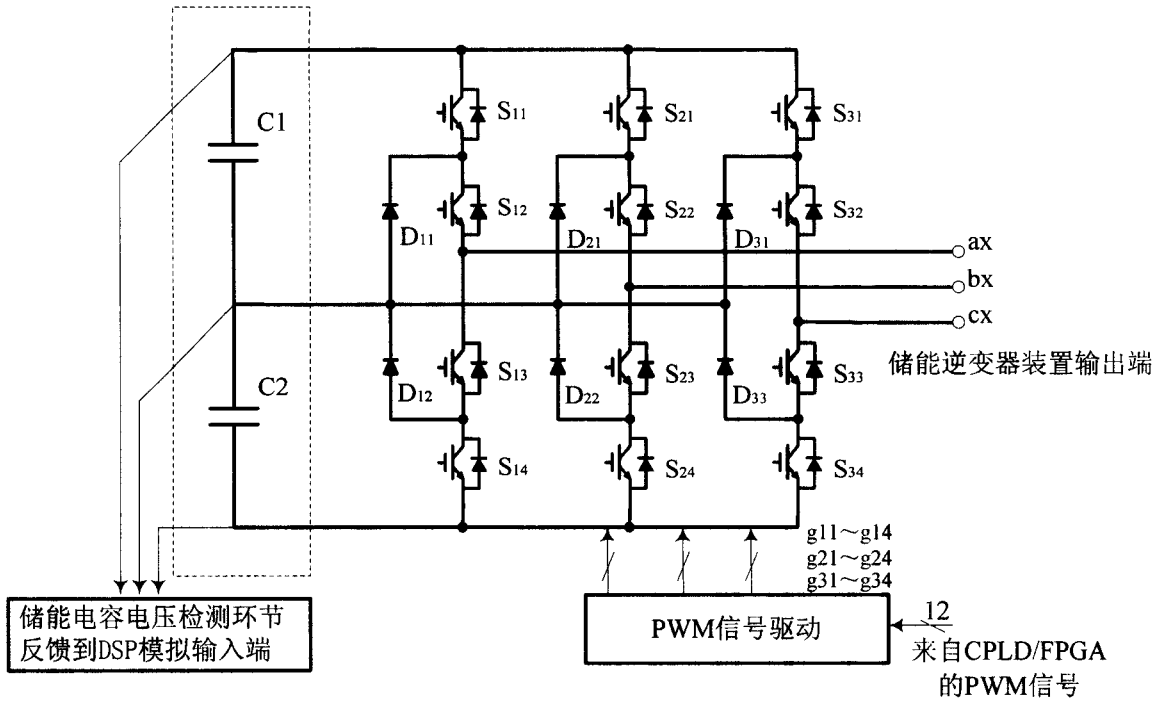 C1
S11
S21
S31
S12
S22
S32
D11
D21
D31
ax
bx
cx
储能逆变器装置输出端
C2
S13
S23
S33
D12
D22
D33
S14
S24
S34
g11～g14
g21～g24
g31～g34
储能电容电压检测环节
反馈到DSP模拟输入端
PWM信号驱动
12
来自CPLD/FPGA
的PWM信号